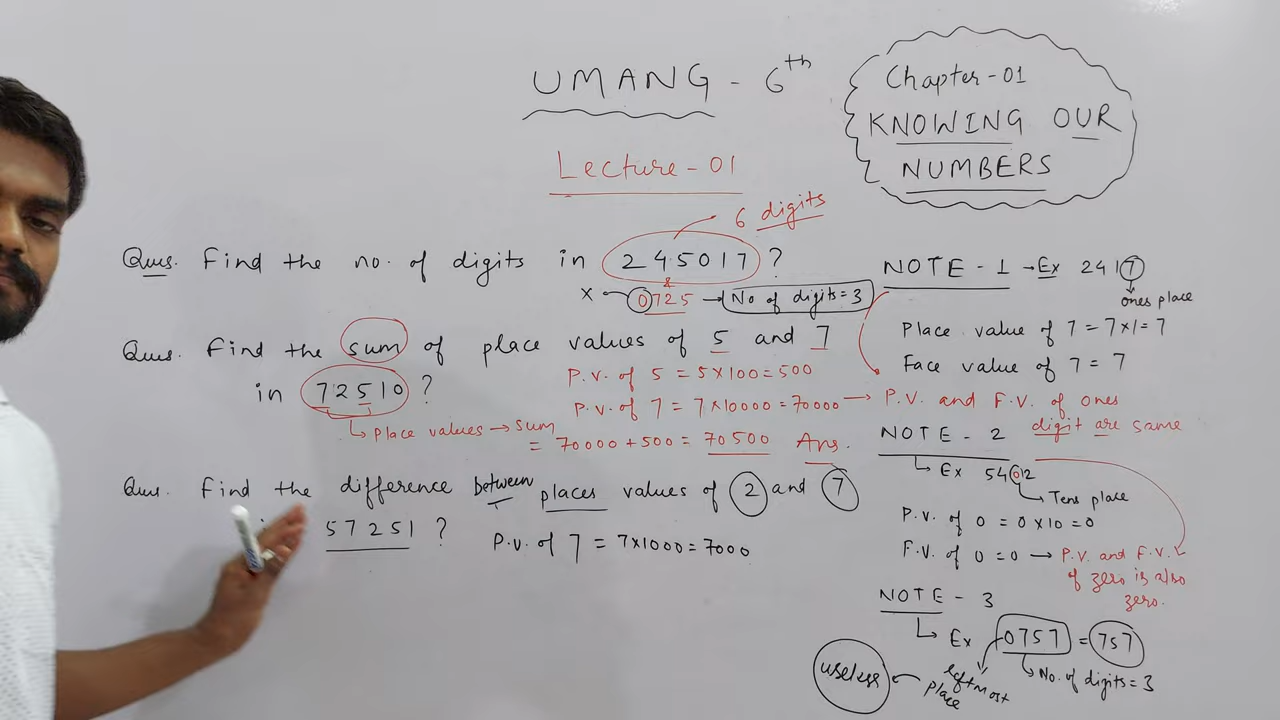 UMANG - 6th
Chapter-01
KNOWING OUR
NUMBERS
Lecture-01
6 digits
Ques. Find the no. of digits in 245017 ?
x 0725 → No of digits = 3
Ques. Find the sum of place values of 5 and 7
in 72510 ?
P.V. of 5 = 5×100 = 500
P.V. of 7 = 7×10000 = 70000
Place values → Sum
= 70000 + 500 = 70500 Ans.
Ques. Find the difference between places values of 2 and 7
57251 ?
P.V. of 7 = 7×1000 = 7000
NOTE - 1 → Ex 2417
ones place
Place value of 7 = 7×1 = 7
Face value of 7 = 7
→ P.V. and F.V. of ones
digit are same
NOTE - 2
Ex 54012
Tens place
P.V. of 0 = 0×10 = 0
F.V. of 0 = 0 → P.V. and F.V.
of zero is also
zero.
NOTE - 3
Ex 0757 = 757
useless ← leftmost
place
No. of digits = 3